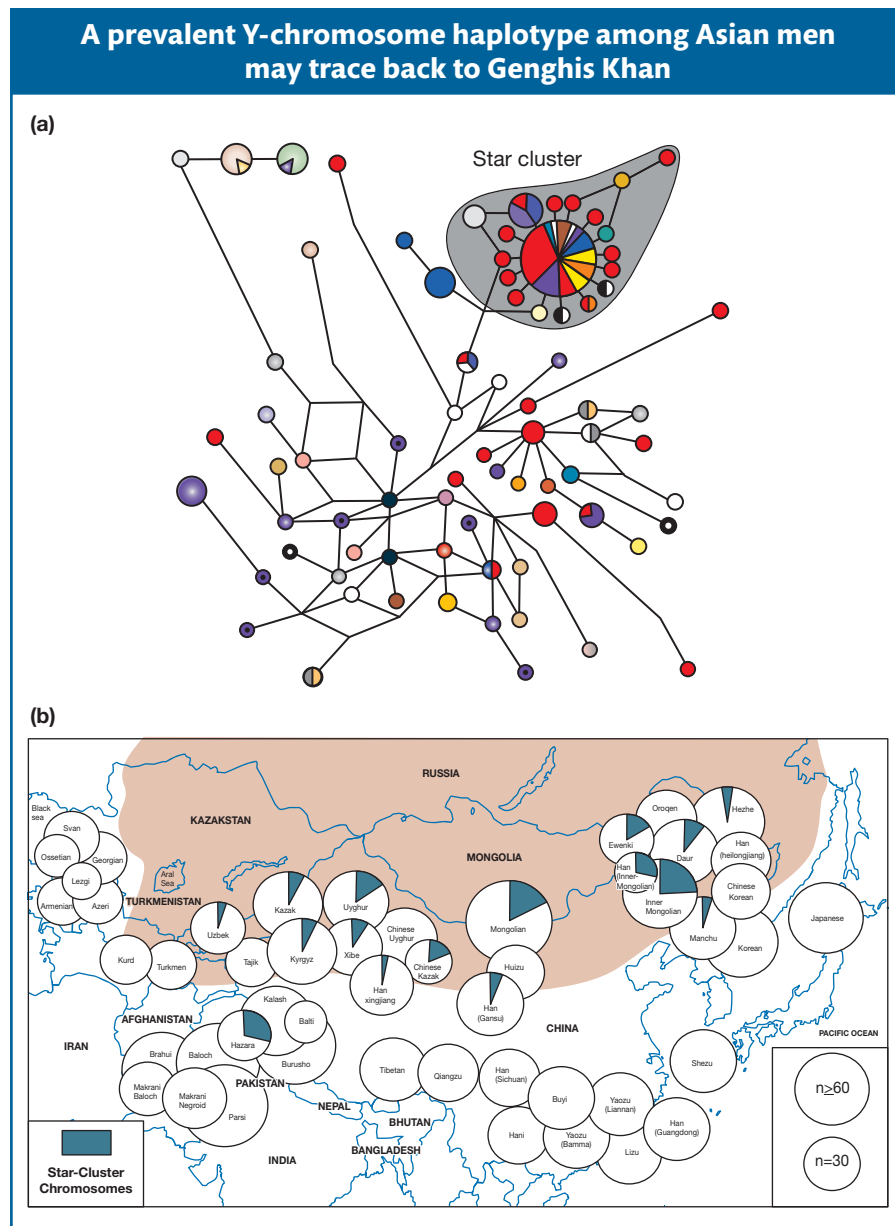 A prevalent Y-chromosome haplotype among Asian men
may trace back to Genghis Khan
(a)
Star cluster
(b)
RUSSIA
Black
sea
Svan
Ossetian
Georgian
Lezgi
Armenian
Azeri
KAZAKSTAN
Aral
Sea
TURKMENISTAN
MONGOLIA
Oroqen
Hezhe
Ewenki
Daur
Han
(heilongjiang)
Han
(Inner-
Mongolian)
Inner
Mongolian
Chinese
Korean
Manchu
Korean
Japanese
Kazak
Uyghur
Uzbek
Kyrgyz
Xibe
Chinese
Uyghur
Chinese
Kazak
Mongolian
Kurd
Turkmen
Tajik
Han
xingjiang
Huizu
Han
(Gansu)
Kalash
Balti
AFGHANISTAN
Hazara
IRAN
Brahui
Baloch
Burusho
CHINA
PACIFIC OCEAN
Makrani
Baloch
PAKISTAN
Makrani
Negroid
Parsi
Tibetan
Qiangzu
Han
(Sichuan)
Shezu
NEPAL
Buyi
Yaozu
(Liannan)
BHUTAN
Hani
Yaozu
(Bamma)
Han
(Guangdong)
Lizu
INDIA
BANGLADESH
Star-Cluster
Chromosomes
n≥60
n=30